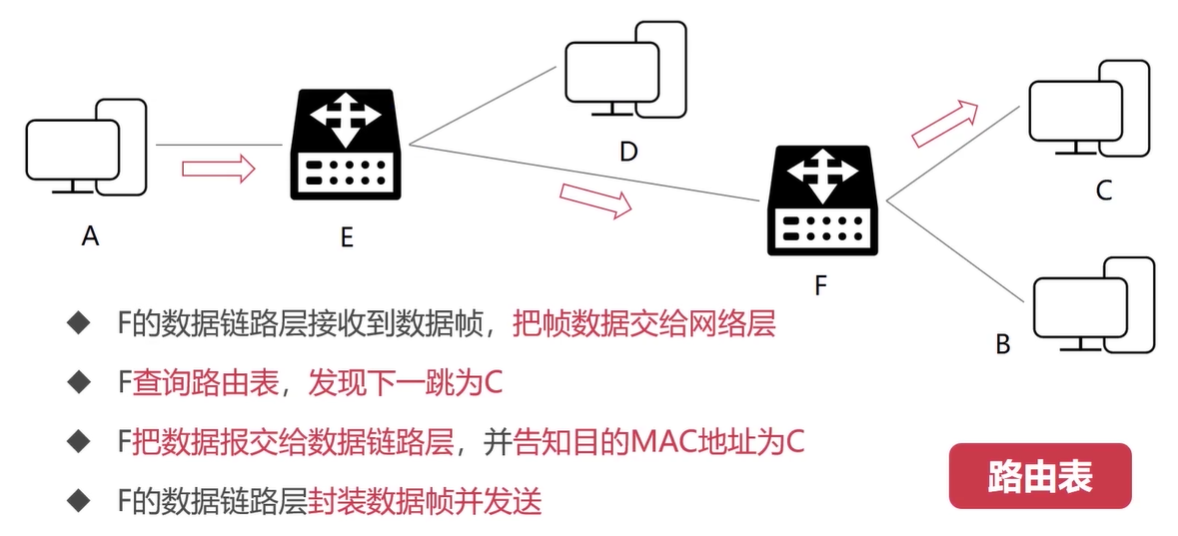 D
A
E
C
F
B
◆ F的数据链路层接收到数据帧，把帧数据交给网络层
◆ F查询路由表，发现下一跳为C
◆ F把数据报交给数据链路层，并告知目的MAC地址为C
◆ F的数据链路层封装数据帧并发送
路由表